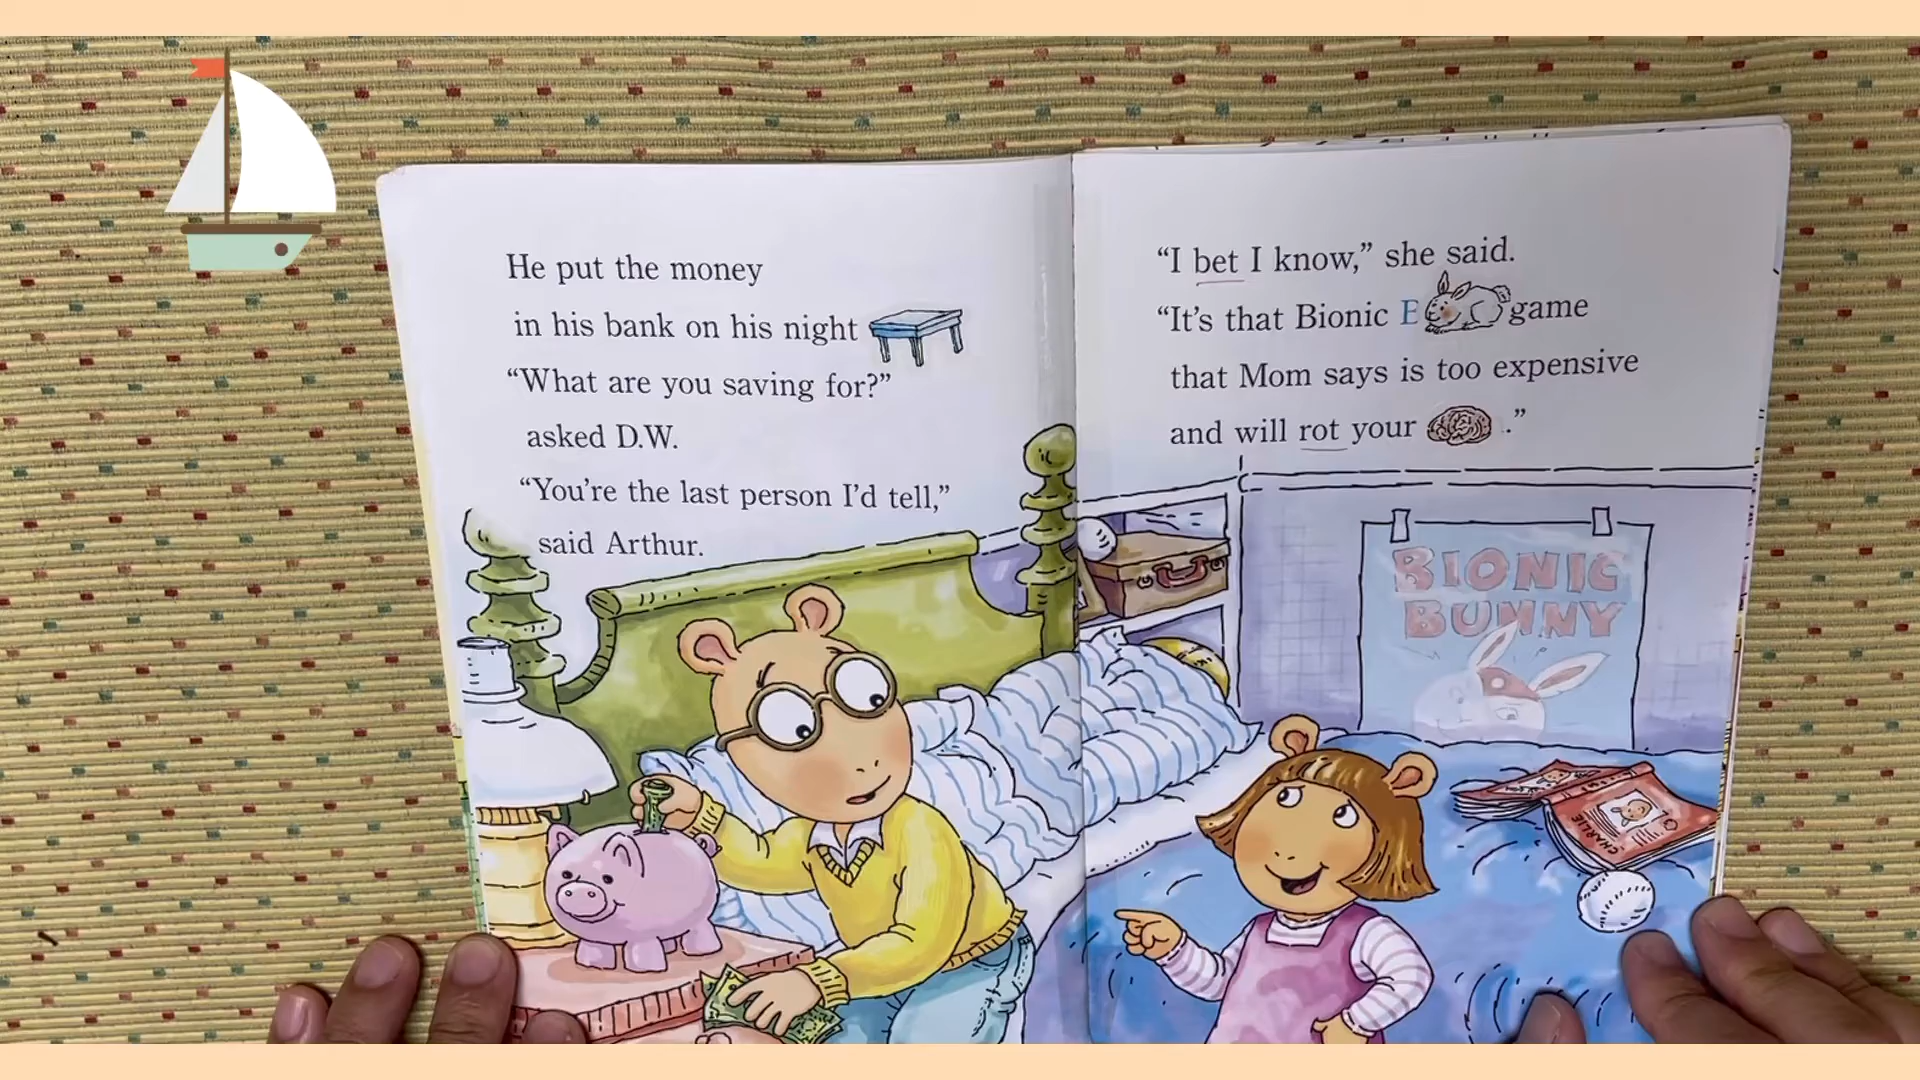 He put the money
in his bank on his night
“What are you saving for?”
asked D.W.
“You’re the last person I’d tell,”
said Arthur.
“I bet I know,” she said.
“It’s that Bionic B game
that Mom says is too expensive
and will rot your .”
BIONIC
BUNNY
CHARLIE